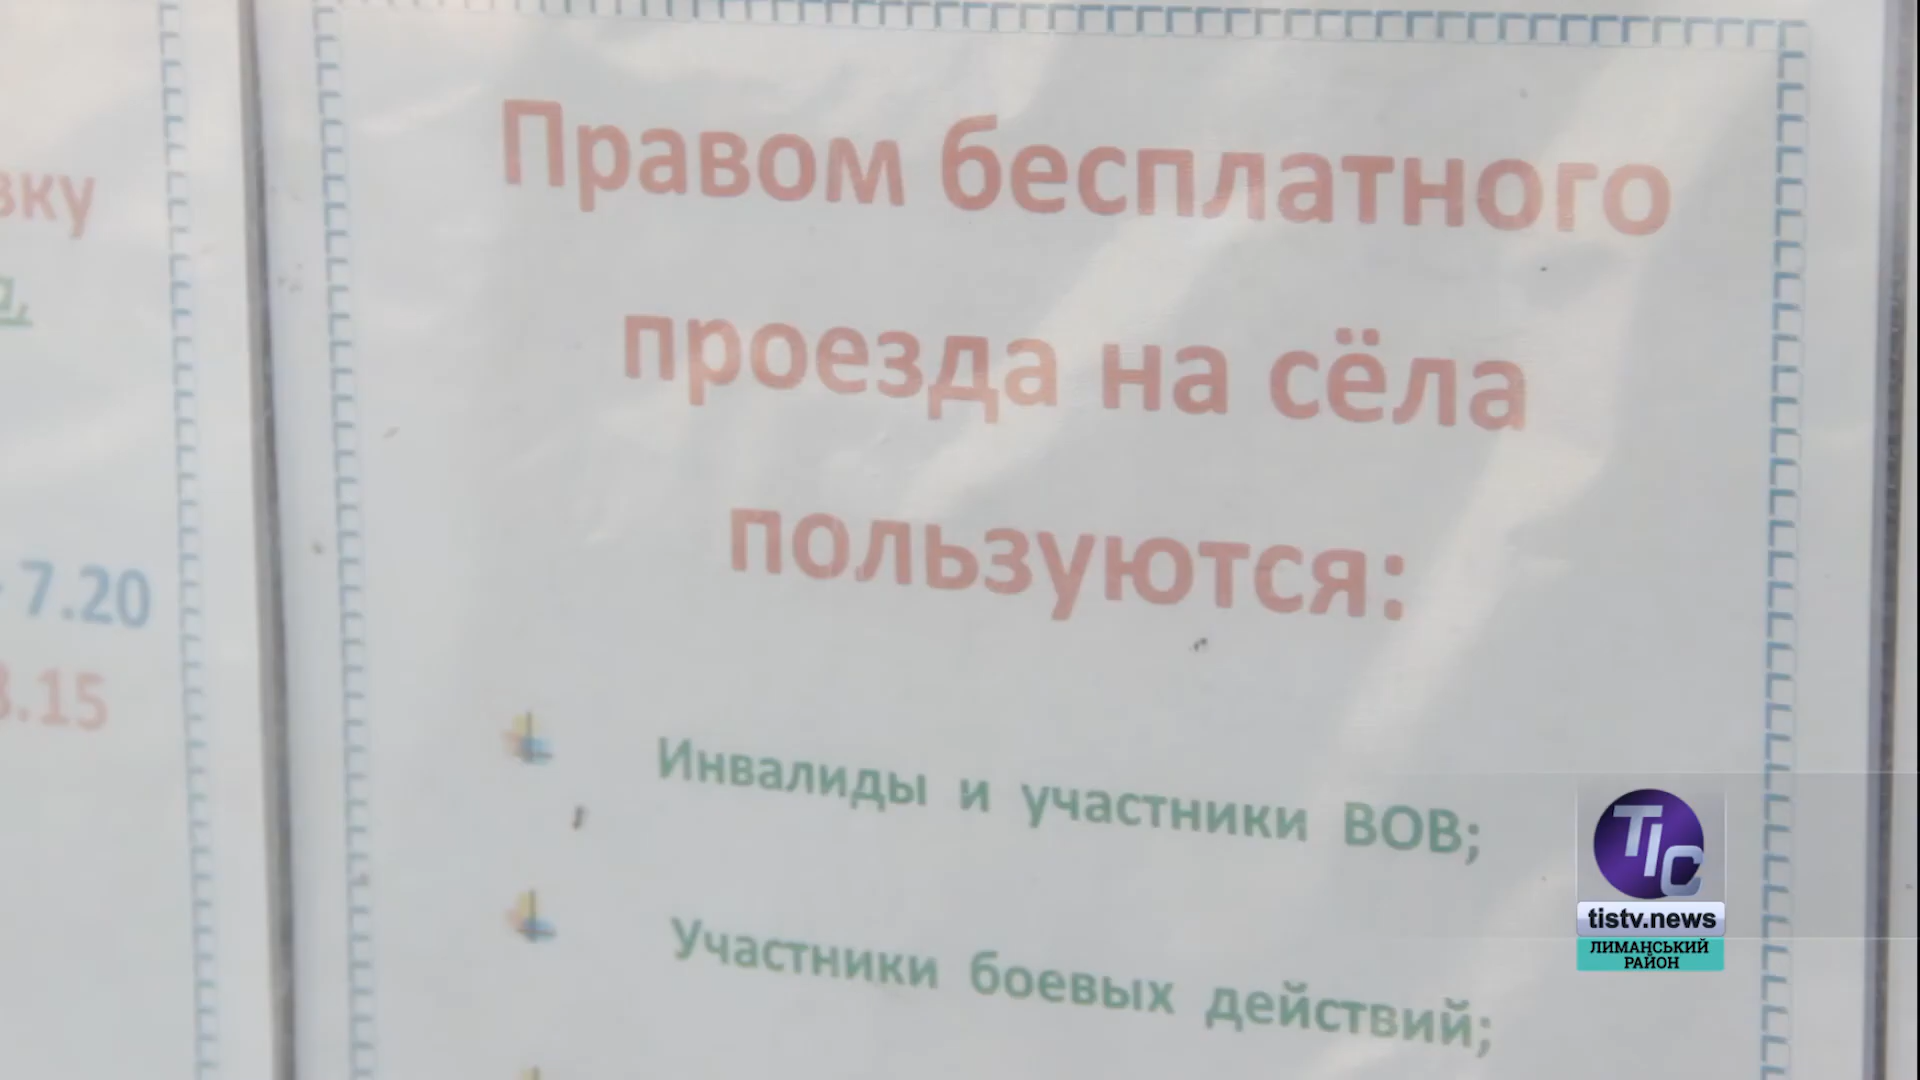 7.20
.15
Правом бесплатного
проезда на сёла
пользуются:
Инвалиды и участники ВОВ;
Участники боевых действий;
TIC
tistv.news
ЛИМАНСЬКИЙ
РАЙОН